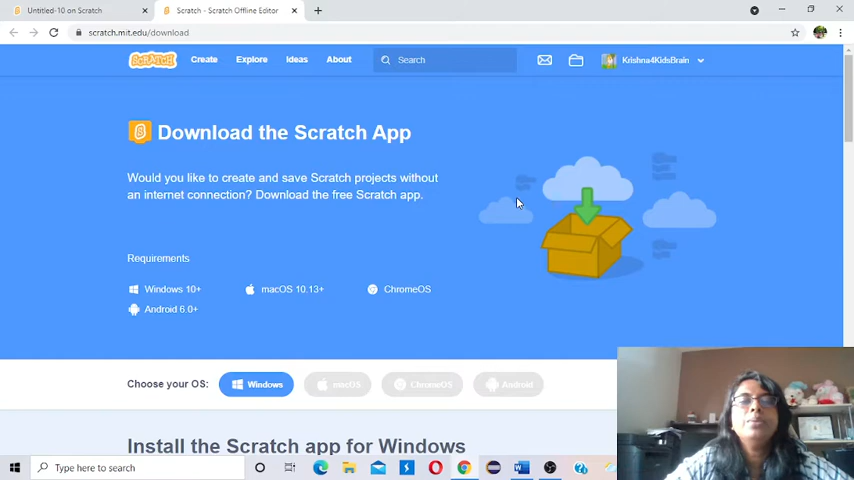 Untitled-10 on Scratch
Scratch - Scratch Offline Editor
scratch.mit.edu/download
SCRATCH
Create
Explore
Ideas
About
Search
Krishna4KidsBrain
Download the Scratch App
Would you like to create and save Scratch projects without
an internet connection? Download the free Scratch app.
Requirements
Windows 10+
macOS 10.13+
ChromeOS
Android 6.0+
Choose your OS:
Windows
macOS
ChromeOS
Android
Install the Scratch app for Windows
Type here to search